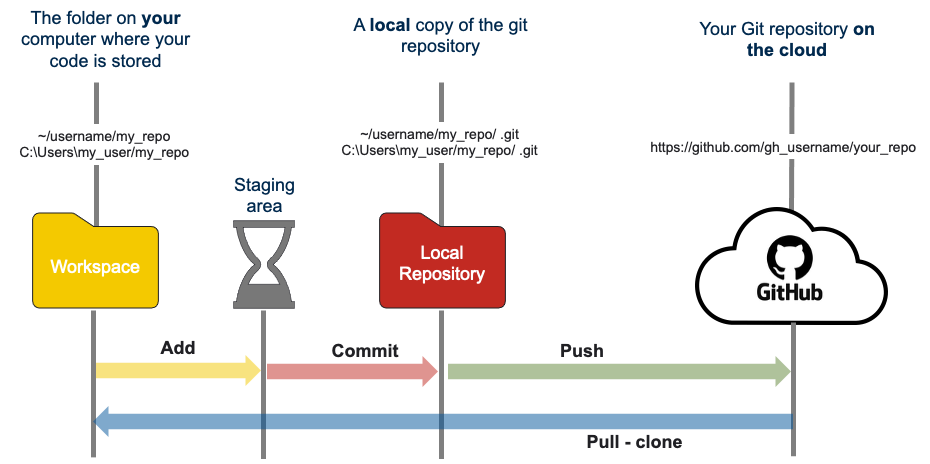 The folder on your
computer where your
code is stored
A local copy of the git
repository
Your Git repository on
the cloud
~/username/my_repo
C:\Users\my_user/my_repo
~/username/my_repo/ .git
C:\Users\my_user/my_repo/ .git
https://github.com/gh_username/your_repo
Staging
area
Workspace
Local
Repository
GitHub
Add
Commit
Push
Pull - clone